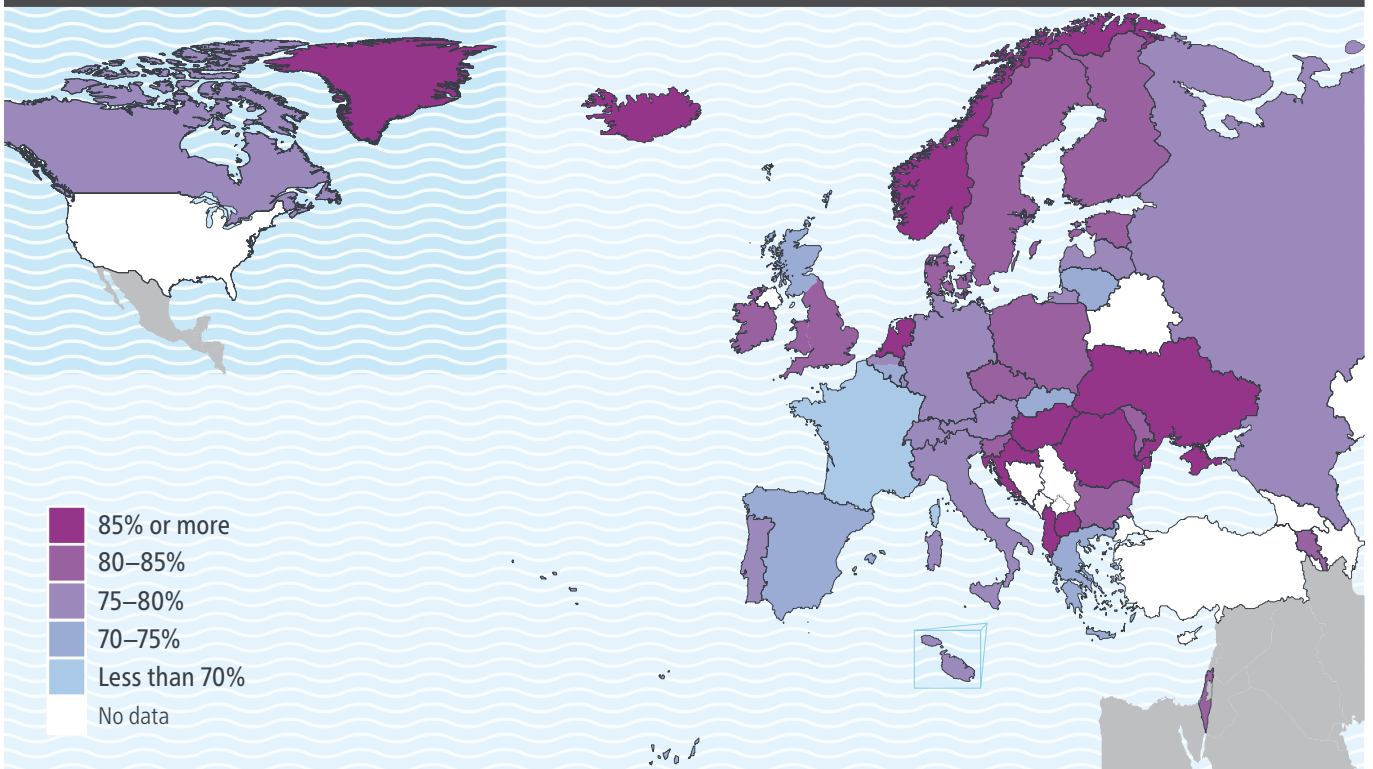 85% or more
80–85%
75–80%
70–75%
Less than 70%
No data